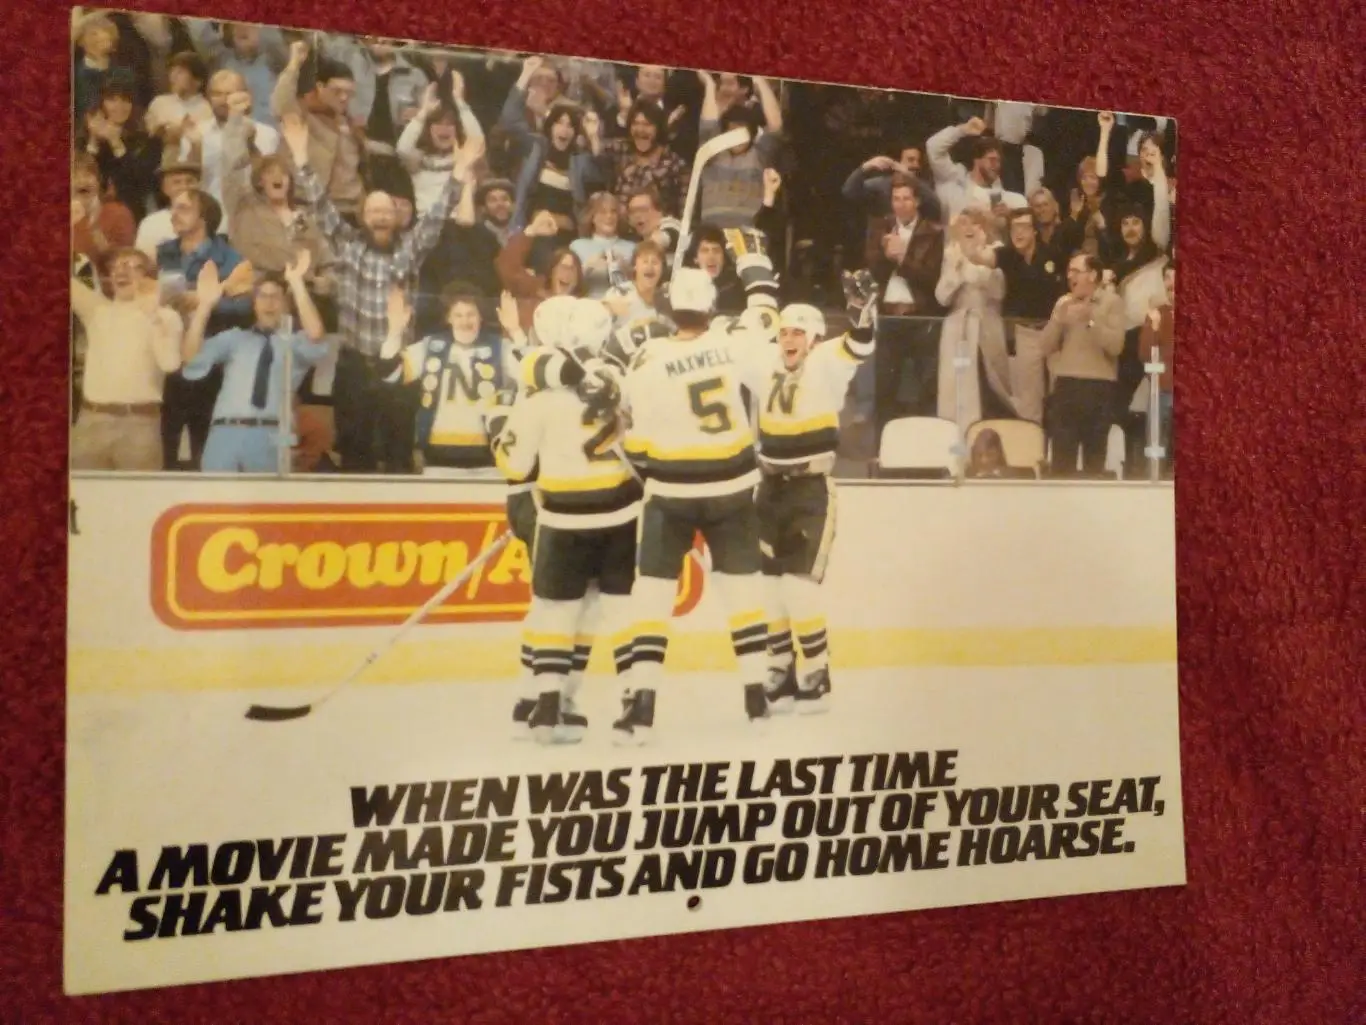 MAXWELL
5
2
N
N
Crown/A
WHEN WAS THE LAST TIME
A MOVIE MADE YOU JUMP OUT OF YOUR SEAT,
SHAKE YOUR FISTS AND GO HOME HOARSE.